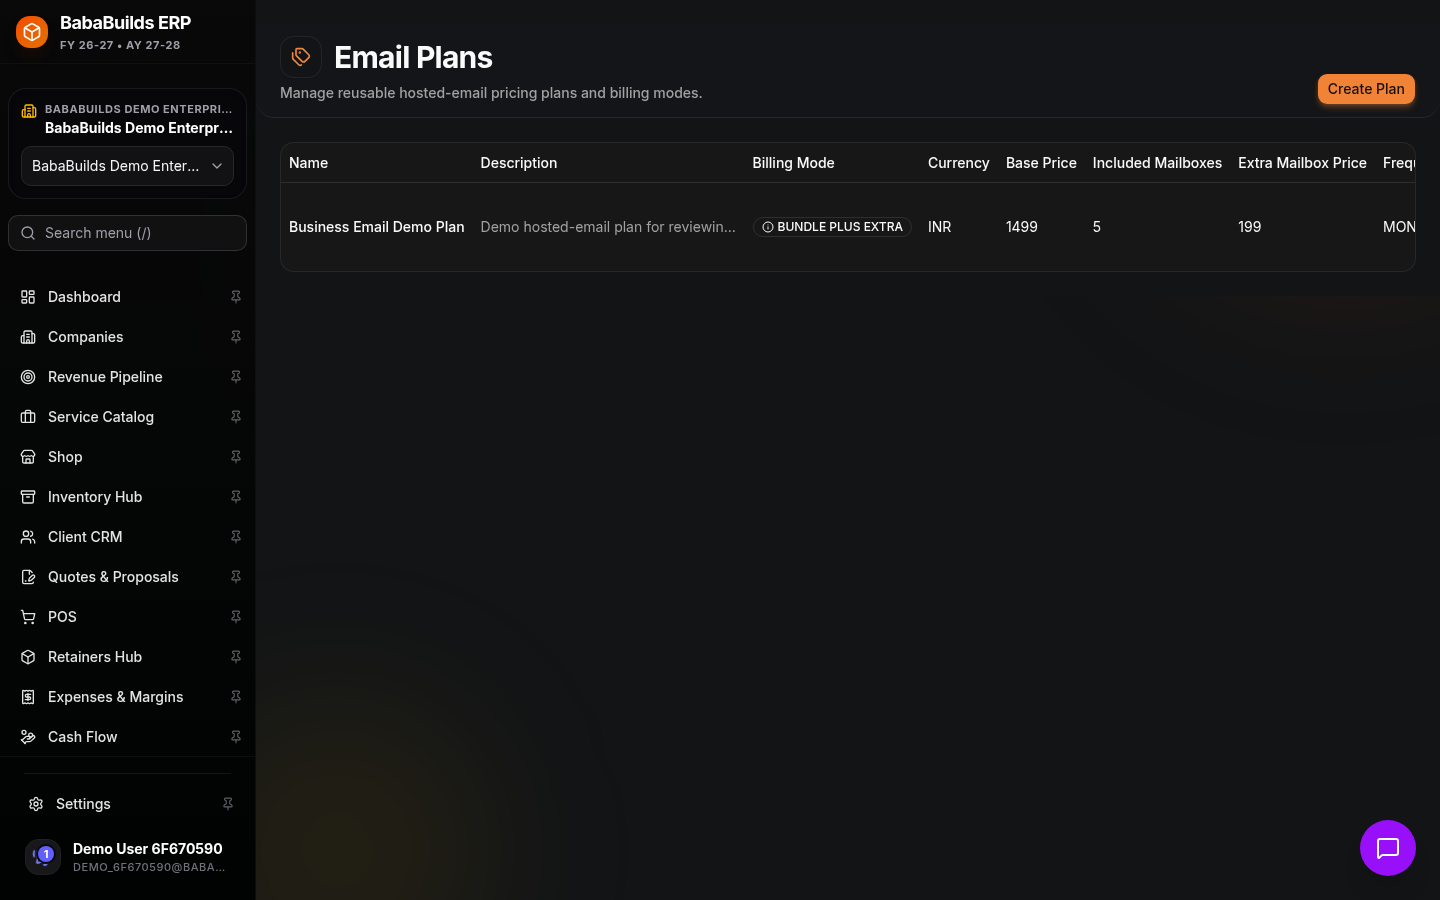 BabaBuilds ERP
FY 26-27 • AY 27-28
BABABUILDS DEMO ENTERPRI...
BabaBuilds Demo Enterpr...
BabaBuilds Demo Enter...
Search menu (/)
Dashboard
Companies
Revenue Pipeline
Service Catalog
Shop
Inventory Hub
Client CRM
Quotes & Proposals
POS
Retainers Hub
Expenses & Margins
Cash Flow
Settings
1
Demo User 6F670590
DEMO_6F670590@BABA...
Email Plans
Manage reusable hosted-email pricing plans and billing modes.
Create Plan
Name Description Billing Mode Currency Base Price Included Mailboxes Extra Mailbox Price Frequ
Business Email Demo Plan Demo hosted-email plan for reviewin... BUNDLE PLUS EXTRA INR 1499 5 199 MON